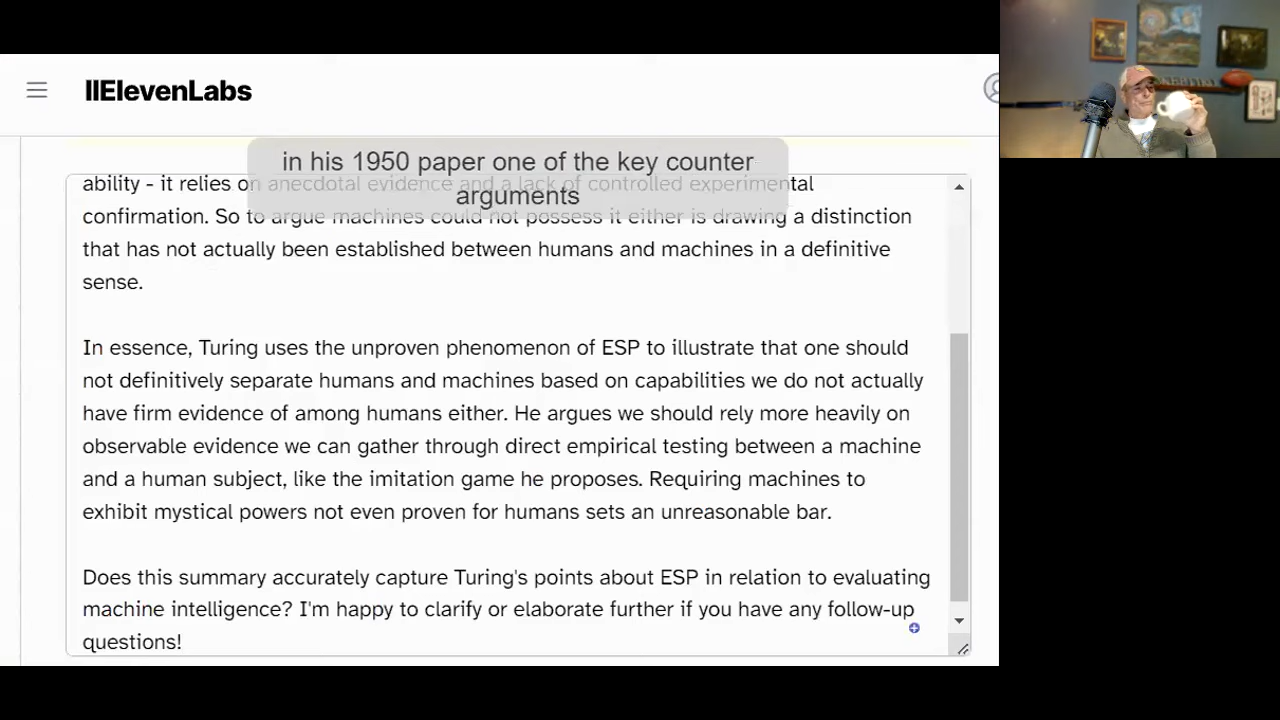 ElevenLabs
in his 1950 paper one of the key counter
arguments
ability - it relies on anecdotal evidence and a lack of controlled experimental
confirmation. So to argue machines could not possess it either is drawing a distinction
that has not actually been established between humans and machines in a definitive
sense.
In essence, Turing uses the unproven phenomenon of ESP to illustrate that one should
not definitively separate humans and machines based on capabilities we do not actually
have firm evidence of among humans either. He argues we should rely more heavily on
observable evidence we can gather through direct empirical testing between a machine
and a human subject, like the imitation game he proposes. Requiring machines to
exhibit mystical powers not even proven for humans sets an unreasonable bar.
Does this summary accurately capture Turing's points about ESP in relation to evaluating
machine intelligence? I'm happy to clarify or elaborate further if you have any follow-up
questions!